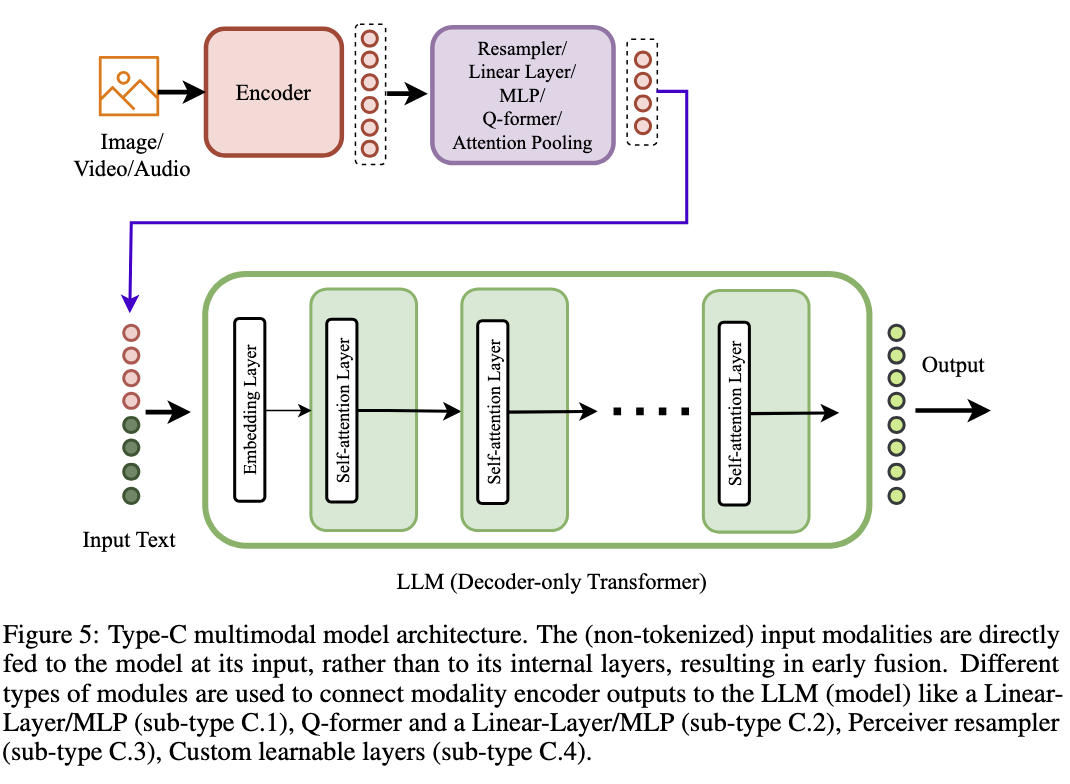 Image/
Video/Audio
Encoder
Resampler/
Linear Layer/
MLP/
Q-former/
Attention Pooling
Input Text
Embedding Layer
Self-attention Layer
Self-attention Layer
Self-attention Layer
Output
LLM (Decoder-only Transformer)
Figure 5: Type-C multimodal model architecture. The (non-tokenized) input modalities are directly
fed to the model at its input, rather than to its internal layers, resulting in early fusion. Different
types of modules are used to connect modality encoder outputs to the LLM (model) like a Linear-
Layer/MLP (sub-type C.1), Q-former and a Linear-Layer/MLP (sub-type C.2), Perceiver resampler
(sub-type C.3), Custom learnable layers (sub-type C.4).